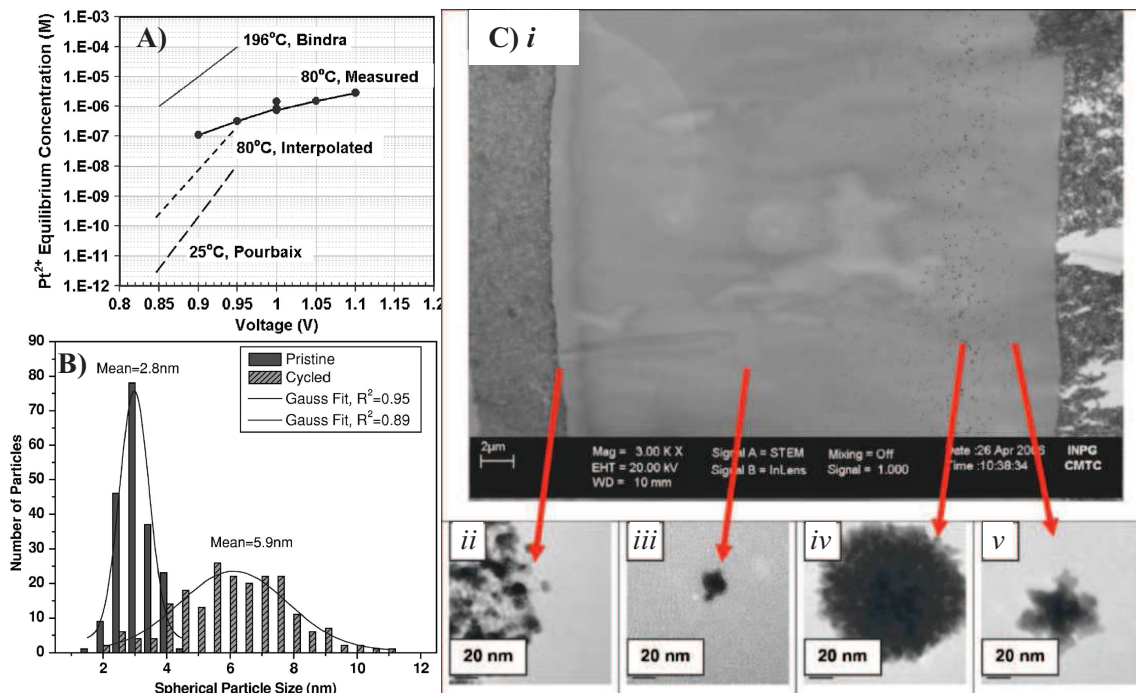 A)
1.E-03
1.E-04
1.E-05
1.E-06
1.E-07
1.E-08
1.E-09
1.E-10
1.E-11
1.E-12
Pt2+ Equilibrium Concentration (M)
196°C, Bindra
80°C, Measured
80°C, Interpolated
25°C, Pourbaix
0.8 0.85 0.9 0.95 1.0 1.05 1.1 1.15 1.2
Voltage (V)
B)
90
80
70
60
50
40
30
20
10
0
Number of Particles
Mean=2.8nm
Mean=5.9nm
Pristine
Cycled
Gauss Fit, R2=0.95
Gauss Fit, R2=0.89
0 2 4 6 8 10 12
Spherical Particle Size (nm)
C) i
2µm
Mag = 3.00 K X
EHT = 20.00 kV
WD = 10 mm
Signal A = STEM
Signal B = InLens
Mixing = Off
Signal = 1.000
Date :26 Apr 2006
Time :10:38:34
INPG
CMTC
ii
20 nm
iii
20 nm
iv
20 nm
v
20 nm